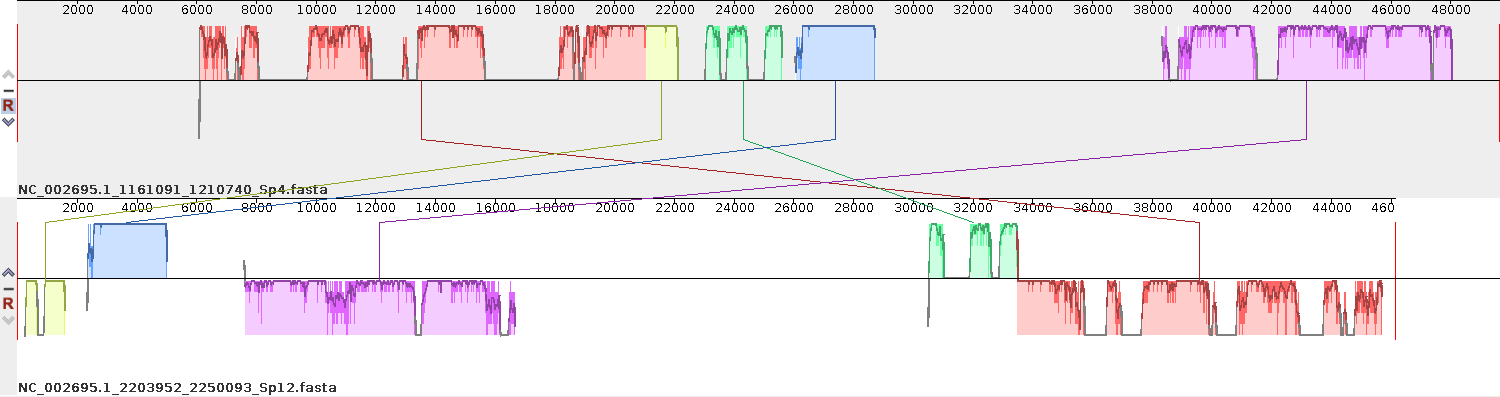 2000 4000 6000 8000 10000 12000 14000 16000 18000 20000 22000 24000 26000 28000 30000 32000 34000 36000 38000 40000 42000 44000 46000 48000
R
NC_002695.1_1161091_1210740_Sp4.fasta
2000 4000 6000 8000 10000 12000 14000 16000 18000 20000 22000 24000 26000 28000 30000 32000 34000 36000 38000 40000 42000 44000 460
R
NC_002695.1_2203952_2250093_Sp12.fasta